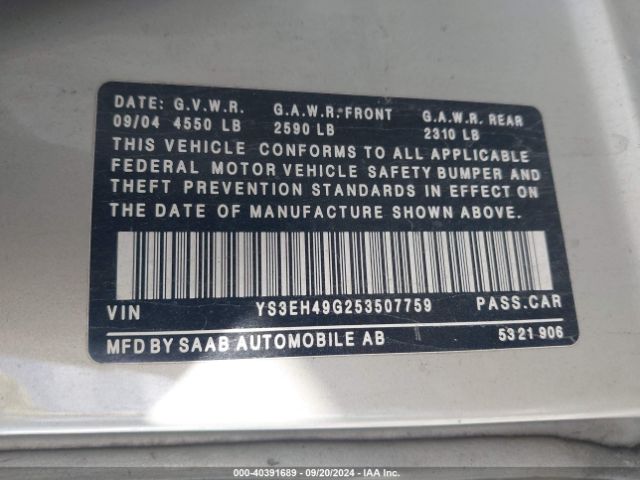 DATE: G.V.W.R. G.A.W.R. FRONT G.A.W.R. REAR
09/04 4550 LB 2590 LB 2310 LB
THIS VEHICLE CONFORMS TO ALL APPLICABLE
FEDERAL MOTOR VEHICLE SAFETY BUMPER AND
THEFT PREVENTION STANDARDS IN EFFECT ON
THE DATE OF MANUFACTURE SHOWN ABOVE.
VIN YS3EH49G253507759 PASS.CAR
MFD BY SAAB AUTOMOBILE AB 5321 906
000-40391689 - 09/20/2024 - IAA Inc.